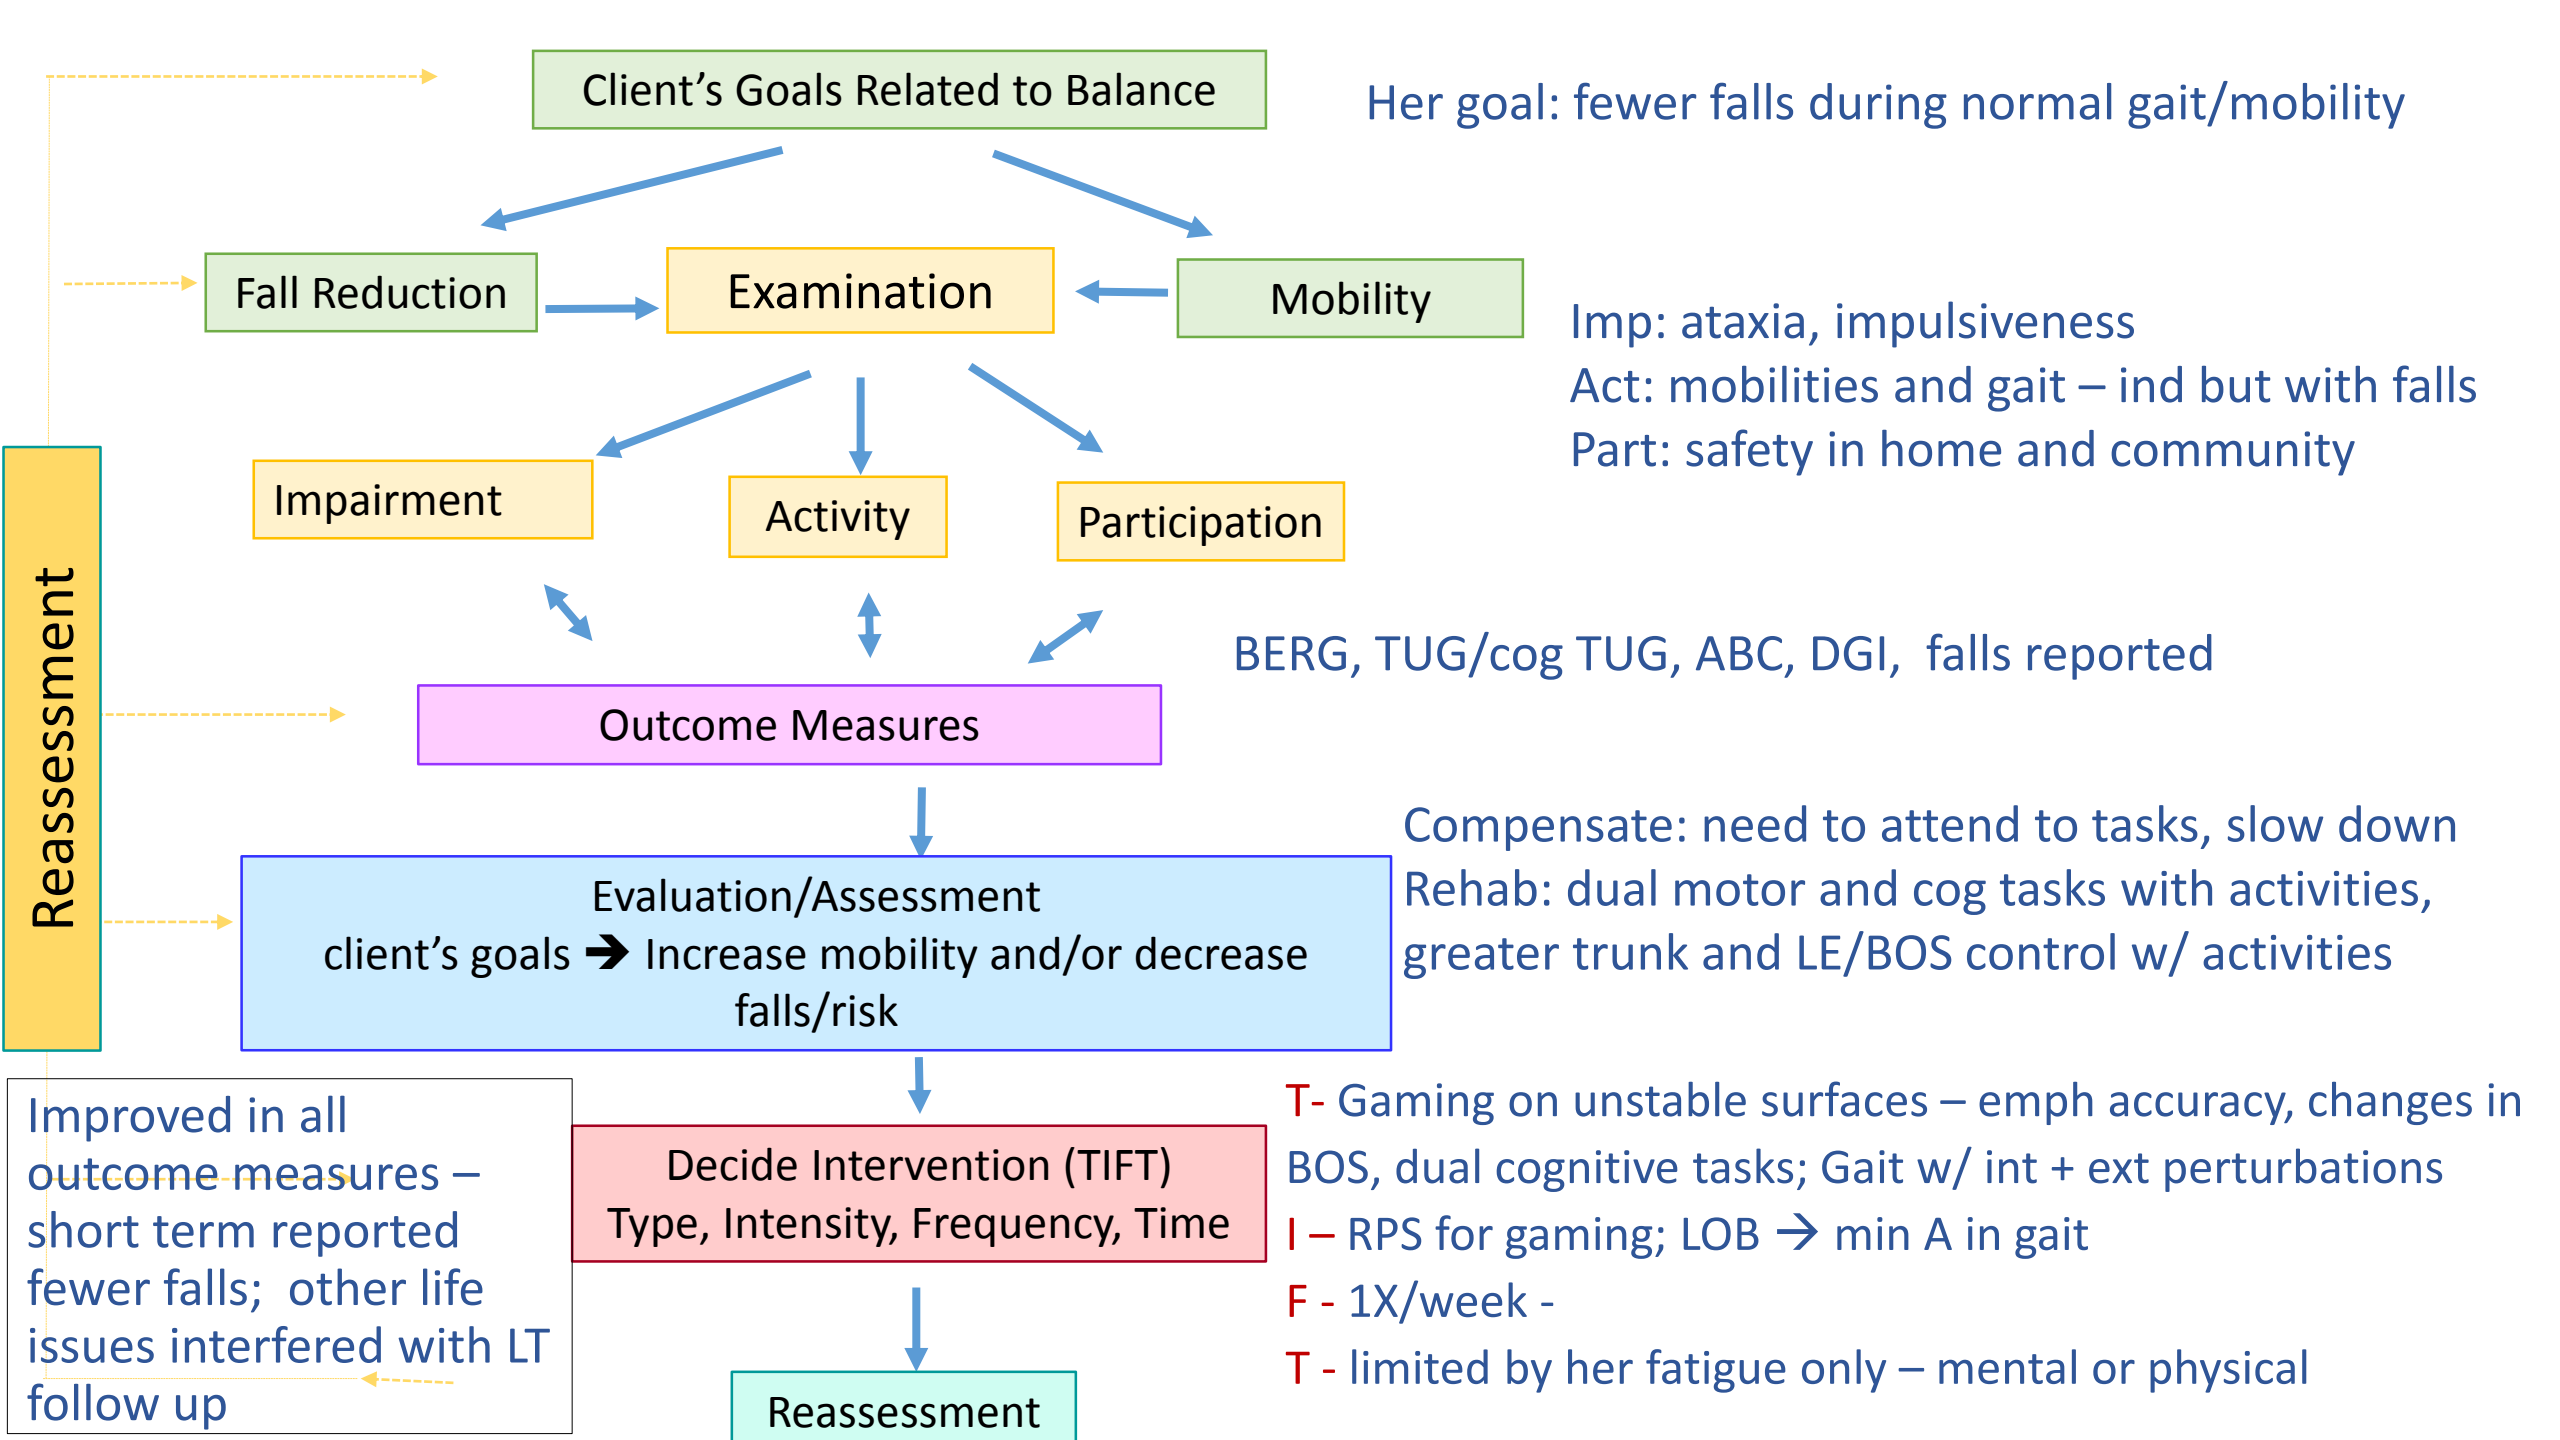 Client’s Goals Related to Balance
Her goal: fewer falls during normal gait/mobility
Fall Reduction
Examination
Mobility
Imp: ataxia, impulsiveness
Act: mobilities and gait – ind but with falls
Part: safety in home and community
Impairment
Activity
Participation
BERG, TUG/cog TUG, ABC, DGI,  falls reported
Outcome Measures
Reassessment
Evaluation/Assessment
client’s goals 🡺 Increase mobility and/or decrease
falls/risk
Compensate: need to attend to tasks, slow down
Rehab: dual motor and cog tasks with activities,
greater trunk and LE/BOS control w/ activities
Decide Intervention (TIFT)
Type, Intensity, Frequency, Time
T- Gaming on unstable surfaces – emph accuracy, changes in
BOS, dual cognitive tasks; Gait w/ int + ext perturbations
I – RPS for gaming; LOB → min A in gait
F - 1X/week -
T - limited by her fatigue only – mental or physical
Improved in all
outcome measures –
short term reported
fewer falls;  other life
issues interfered with LT
follow up
Reassessment